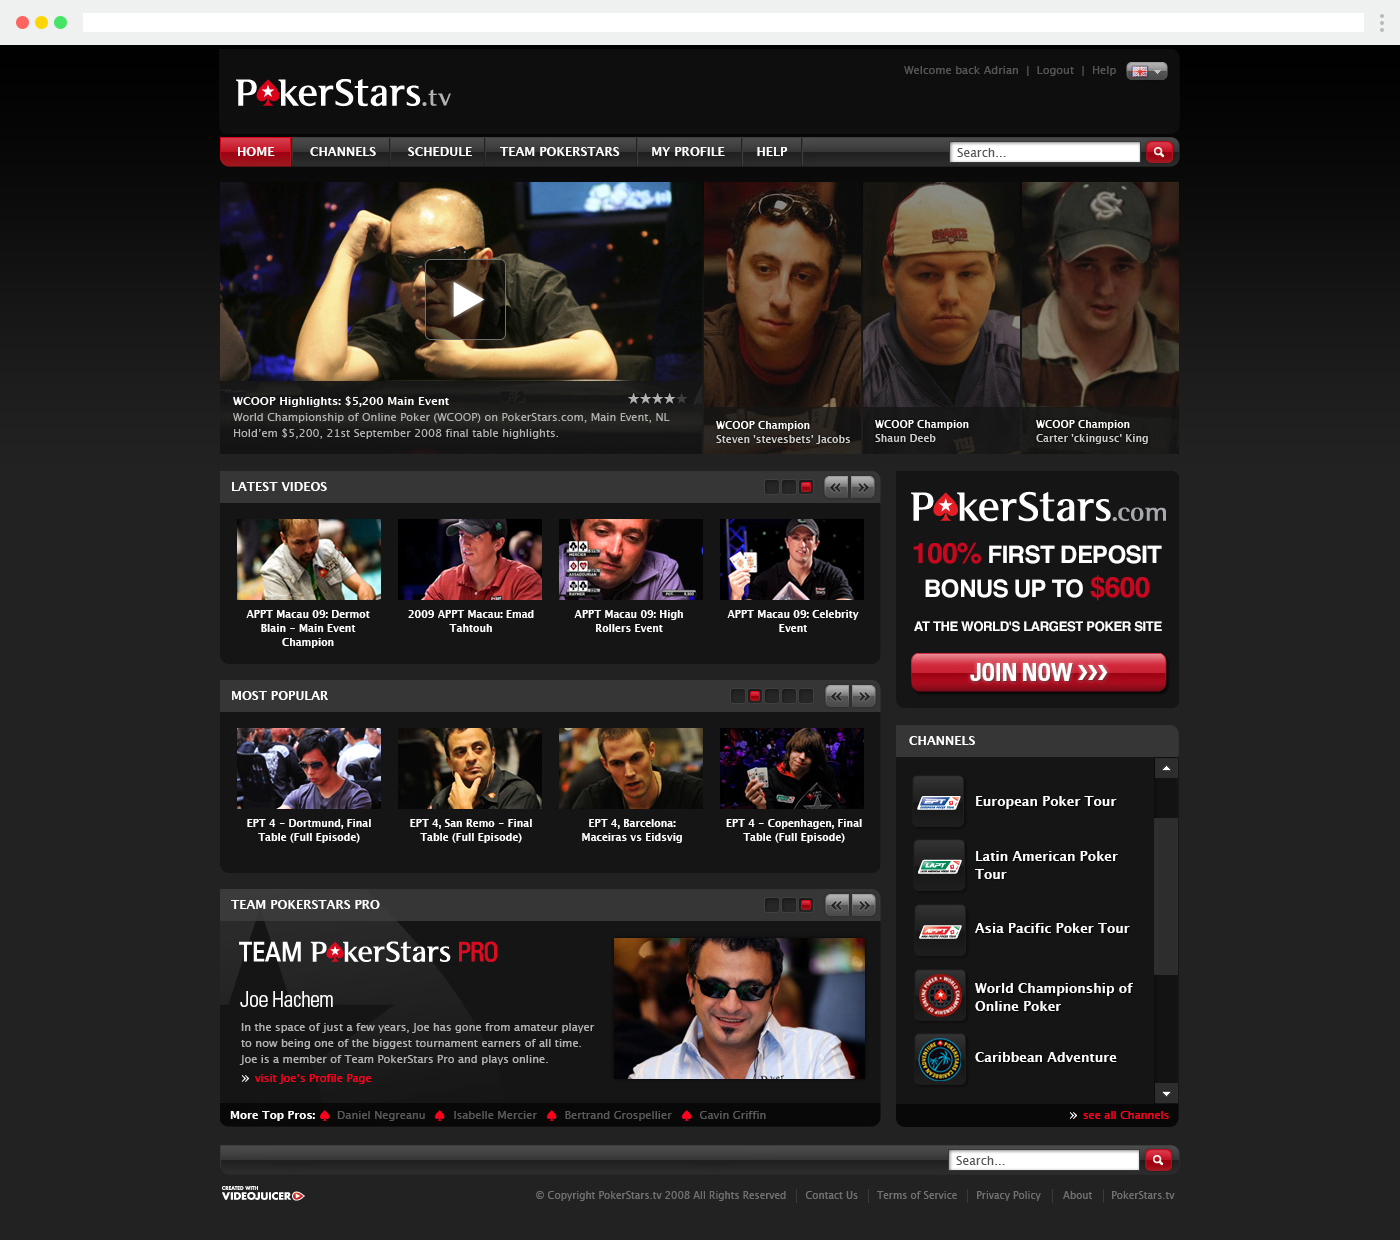 Welcome back Adrian | Logout | Help
PokerStars.tv
HOME CHANNELS SCHEDULE TEAM POKERSTARS MY PROFILE HELP Search...
WCOOP Highlights: $5,200 Main Event
World Championship of Online Poker (WCOOP) on PokerStars.com, Main Event, NL
Hold'em $5,200, 21st September 2008 final table highlights.
WCOOP Champion
Steven 'stevesbets' Jacobs
WCOOP Champion
Shaun Deeb
WCOOP Champion
Carter 'ckingusc' King
LATEST VIDEOS
APPT Macau 09: Dermot
Blain - Main Event
Champion
2009 APPT Macau: Emad
Tahtouh
APPT Macau 09: High
Rollers Event
APPT Macau 09: Celebrity
Event
PokerStars.com
100% FIRST DEPOSIT
BONUS UP TO $600
AT THE WORLD'S LARGEST POKER SITE
JOIN NOW
MOST POPULAR
EPT 4 - Dortmund, Final
Table (Full Episode)
EPT 4, San Remo - Final
Table (Full Episode)
EPT 4, Barcelona:
Maceiras vs Eidsvig
EPT 4 - Copenhagen, Final
Table (Full Episode)
CHANNELS
EPT
European Poker Tour
LAPT
Latin American Poker
Tour
APPT
Asia Pacific Poker Tour
World Championship of
Online Poker
Caribbean Adventure
» see all Channels
TEAM POKERSTARS PRO
TEAM PokerStars PRO
Joe Hachem
In the space of just a few years, Joe has gone from amateur player
to now being one of the biggest tournament earners of all time.
Joe is a member of Team PokerStars Pro and plays online.
» visit Joe's Profile Page
More Top Pros: Daniel Negreanu Isabelle Mercier Bertrand Grospellier Gavin Griffin
Search...
CREATED WITH
VIDEOJUICER
© Copyright PokerStars.tv 2008 All Rights Reserved | Contact Us | Terms of Service | Privacy Policy | About | PokerStars.tv